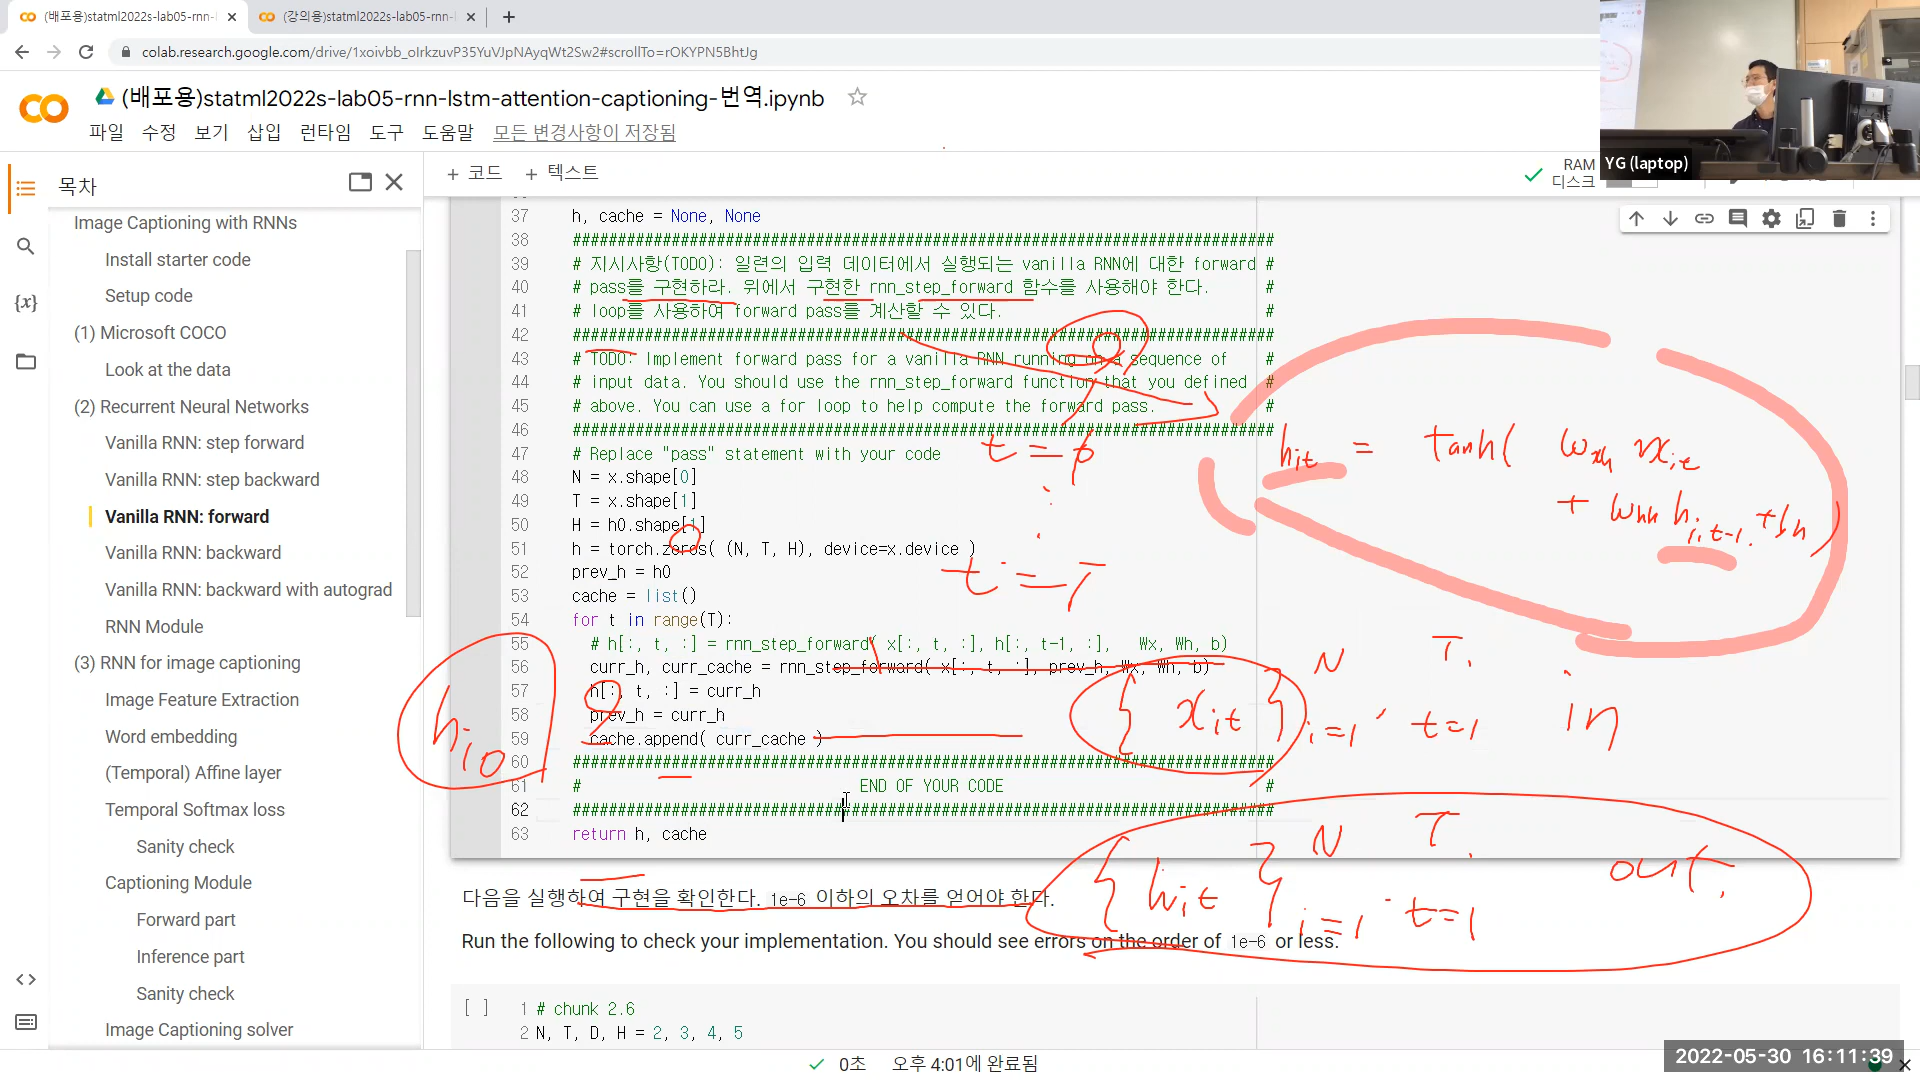 (배포용)statml2022s-lab05-rnn-l
(강의용)statml2022s-lab05-rnn-l
colab.research.google.com/drive/1xoivbb_oIrkzuvP35YuVJpNAyqWt2Sw2#scrollTo=rOKYPN5BhtJg
(배포용)statml2022s-lab05-rnn-lstm-attention-captioning-번역.ipynb
파일 수정 보기 삽입 런타임 도구 도움말 모든 변경사항이 저장됨
YG (laptop)
+ 코드 + 텍스트
RAM
디스크
목차
Image Captioning with RNNs
Install starter code
Setup code
(1) Microsoft COCO
Look at the data
(2) Recurrent Neural Networks
Vanilla RNN: step forward
Vanilla RNN: step backward
Vanilla RNN: forward
Vanilla RNN: backward
Vanilla RNN: backward with autograd
RNN Module
(3) RNN for image captioning
Image Feature Extraction
Word embedding
(Temporal) Affine layer
Temporal Softmax loss
Sanity check
Captioning Module
Forward part
Inference part
Sanity check
Image Captioning solver
37 h, cache = None, None
38 ##############################################################################
39 # 지시사항(TODO): 일련의 입력 데이터에서 실행되는 vanilla RNN에 대한 forward #
40 # pass를 구현하라. 위에서 구현한 rnn_step_forward 함수를 사용해야 한다. #
41 # loop를 사용하여 forward pass를 계산할 수 있다. #
42 ##############################################################################
43 # TODO: Implement forward pass for a vanilla RNN running on a sequence of #
44 # input data. You should use the rnn_step_forward function that you defined #
45 # above. You can use a for loop to help compute the forward pass. #
46 ##############################################################################
47 # Replace "pass" statement with your code
48 N = x.shape[0]
49 T = x.shape[1]
50 H = h0.shape[1]
51 h = torch.zeros( (N, T, H), device=x.device )
52 prev_h = h0
53 cache = list()
54 for t in range(T):
55 # h[:, t, :] = rnn_step_forward( x[:, t, :], h[:, t-1, :], Wx, Wh, b)
56 curr_h, curr_cache = rnn_step_forward( x[:, t, :], prev_h, Wx, Wh, b)
57 h[:, t, :] = curr_h
58 prev_h = curr_h
59 cache.append( curr_cache )
60 ##############################################################################
61 # END OF YOUR CODE #
62 ##############################################################################
63 return h, cache
t =
t = T
hit = tanh( Wxh xit
+ Whh hi,t-1 + bh )
hi0
{ xit } N i=1, T t=1 in
{ hit } N i=1, T t=1 out.
다음을 실행하여 구현을 확인한다. 1e-6 이하의 오차를 얻어야 한다.
Run the following to check your implementation. You should see errors on the order of 1e-6 or less.
[ ] 1 # chunk 2.6
2 N, T, D, H = 2, 3, 4, 5
0초 오후 4:01에 완료됨
2022-05-30 16:11:39